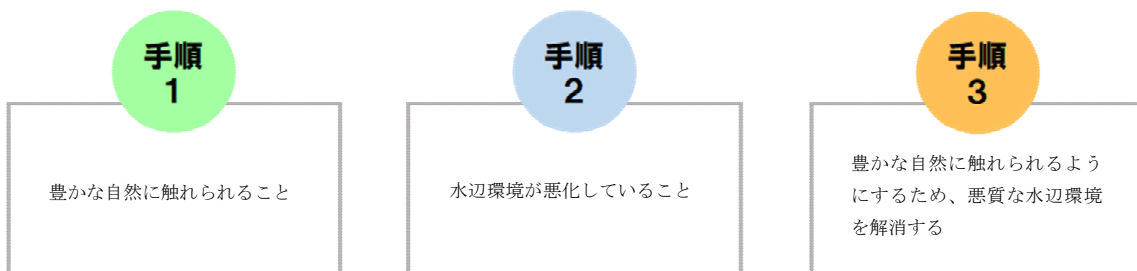 手順
1
豊かな自然に触れられること
手順
2
水辺環境が悪化していること
手順
3
豊かな自然に触れられるよう
にするため、悪質な水辺環境
を解消する